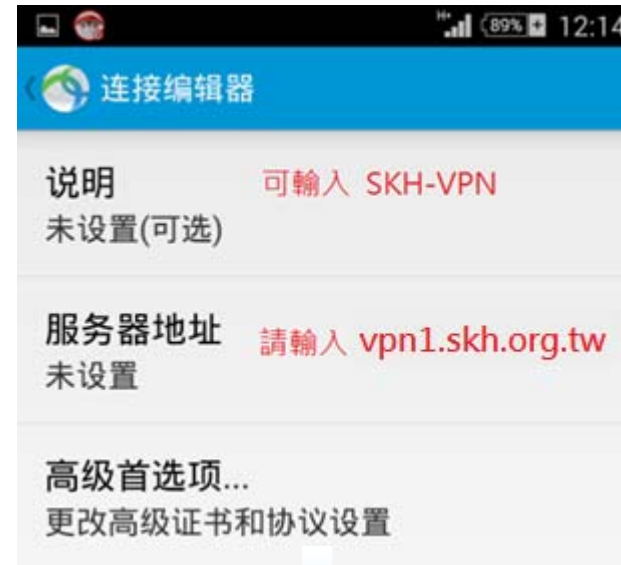 H+ 89% 12:14
连接编辑器
说明 可輸入 SKH-VPN
未设置(可选)
服务器地址 請輸入 vpn1.skh.org.tw
未设置
高级首选项...
更改高级证书和协议设置